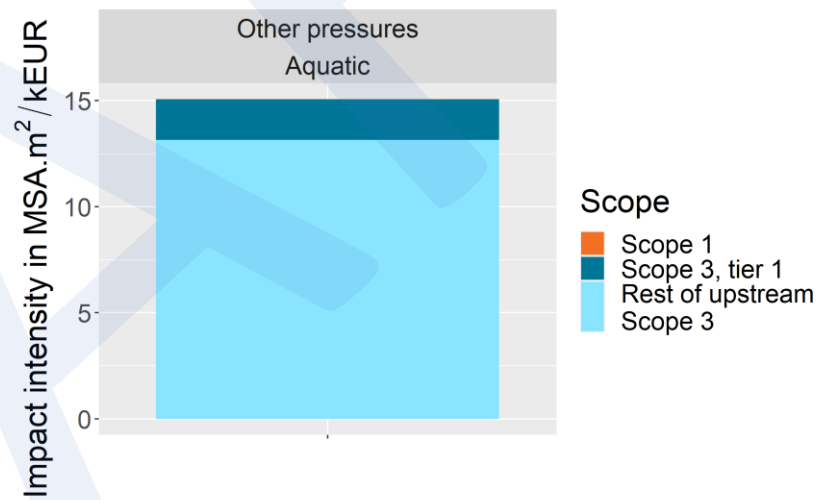 Other pressures
Aquatic
Impact intensity in MSA.m² / kEUR
15
10
5
0
Scope
Scope 1
Scope 3, tier 1
Rest of upstream
Scope 3